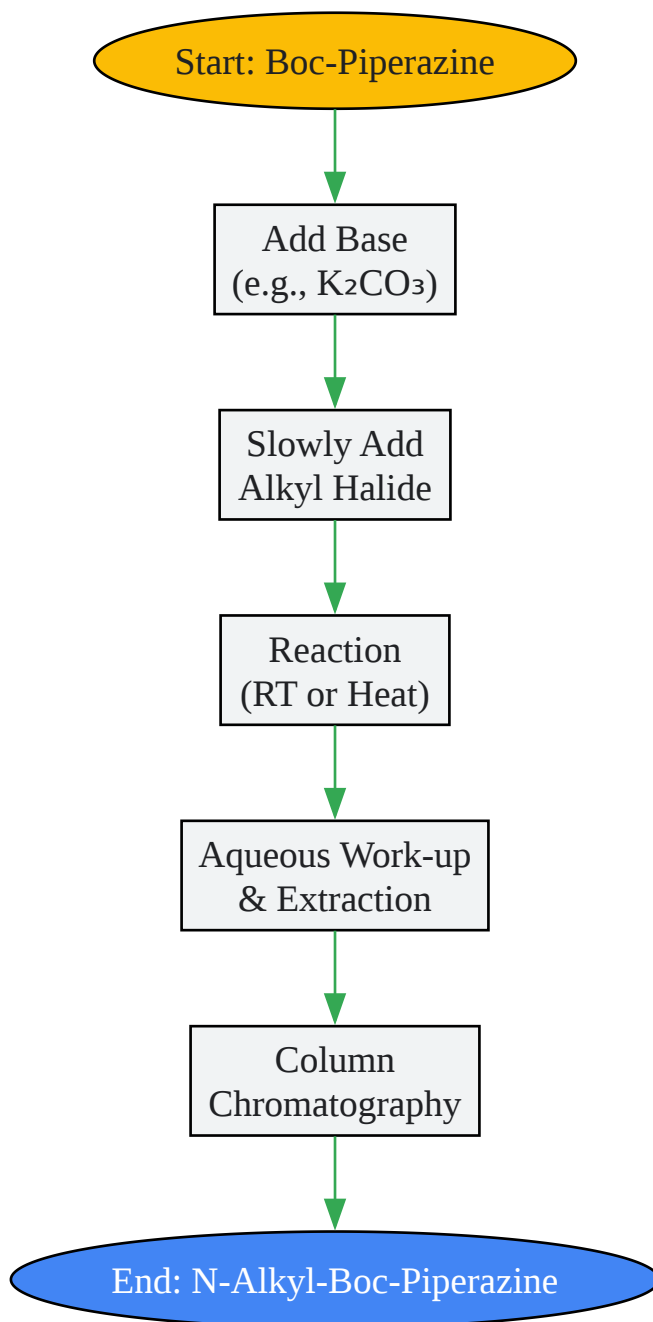 Start: Boc-Piperazine
Add Base
(e.g., K₂CO₃)
Slowly Add
Alkyl Halide
Reaction
(RT or Heat)
Aqueous Work-up
& Extraction
Column
Chromatography
End: N-Alkyl-Boc-Piperazine